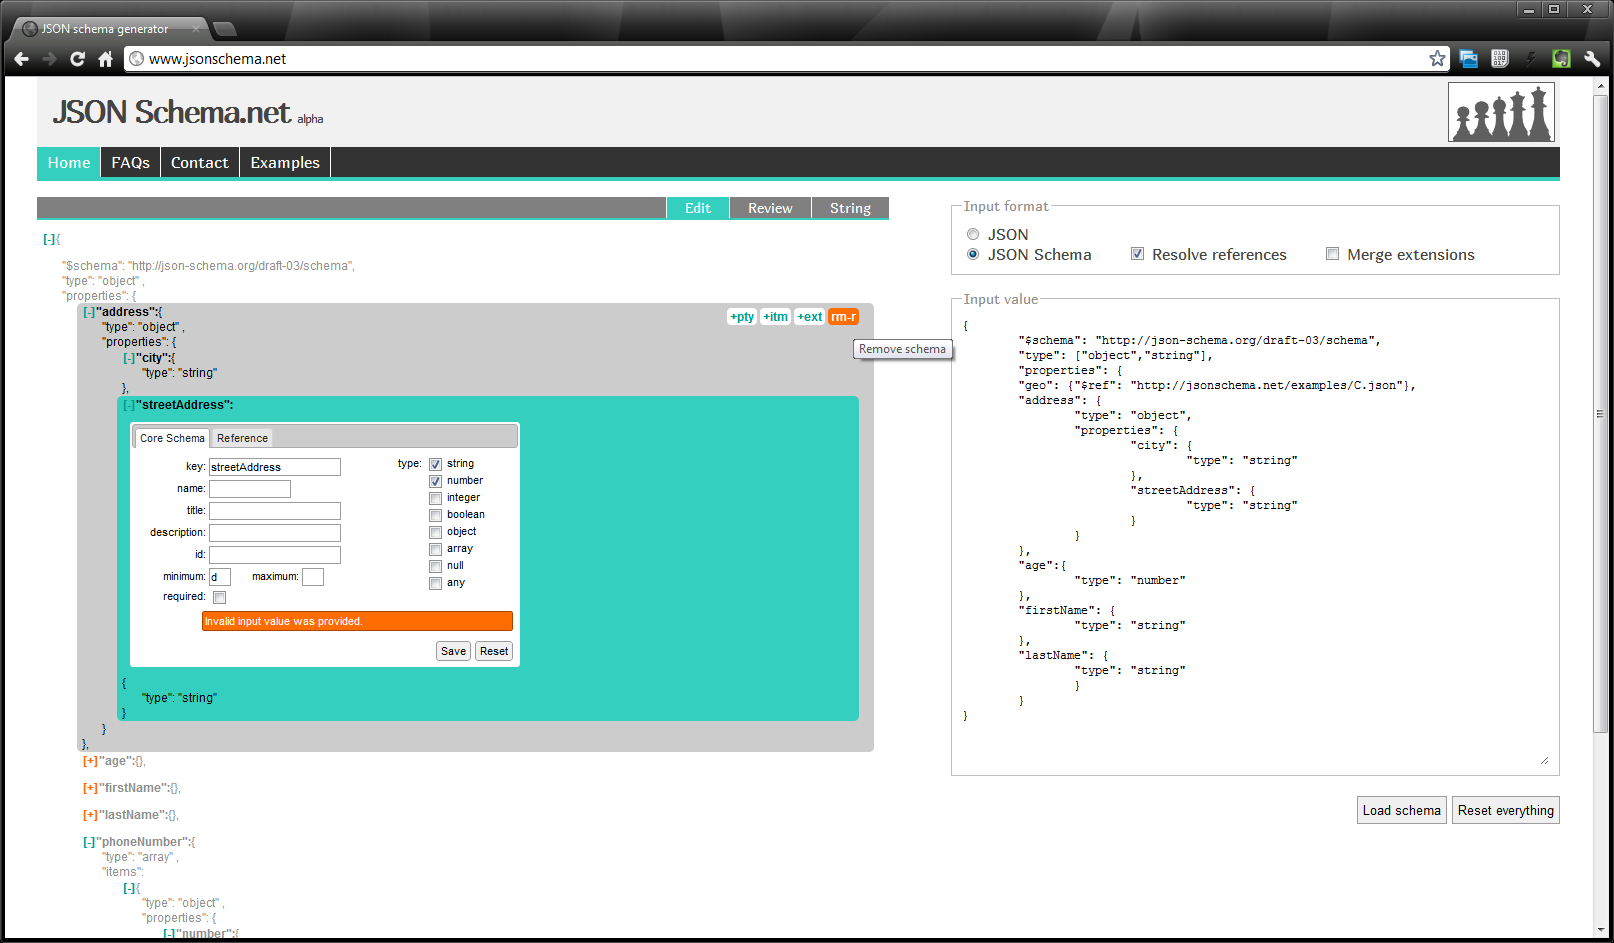 JSON schema generator
www.jsonschema.net
JSON Schema.net alpha
Home FAQs Contact Examples
Edit Review String
[-]{
"$schema": "http://json-schema.org/draft-03/schema",
"type": "object" ,
"properties": {
[-]"address":{
+pty +itm +ext rm-r
"type": "object" ,
"properties": {
Remove schema
[-]"city":{
"type": "string"
},
[-]"streetAddress":
Core Schema Reference
key: streetAddress
name:
title:
description:
id:
minimum: d maximum:
required:
type: string
number
integer
boolean
object
array
null
any
Invalid input value was provided.
Save Reset
{
"type": "string"
}
}
},
[+]"age":{},
[+]"firstName":{},
[+]"lastName":{},
[-]"phoneNumber":{
"type": "array" ,
"items":
[-]{
"type": "object" ,
"properties": {
[-]"number":{
Input format
JSON
JSON Schema Resolve references Merge extensions
Input value
{
"$schema": "http://json-schema.org/draft-03/schema",
"type": ["object","string"],
"properties": {
"geo": {"$ref": "http://jsonschema.net/examples/C.json"},
"address": {
"type": "object",
"properties": {
"city": {
"type": "string"
},
"streetAddress": {
"type": "string"
}
}
},
"age":{
"type": "number"
},
"firstName": {
"type": "string"
},
"lastName": {
"type": "string"
}
}
}
Load schema Reset everything